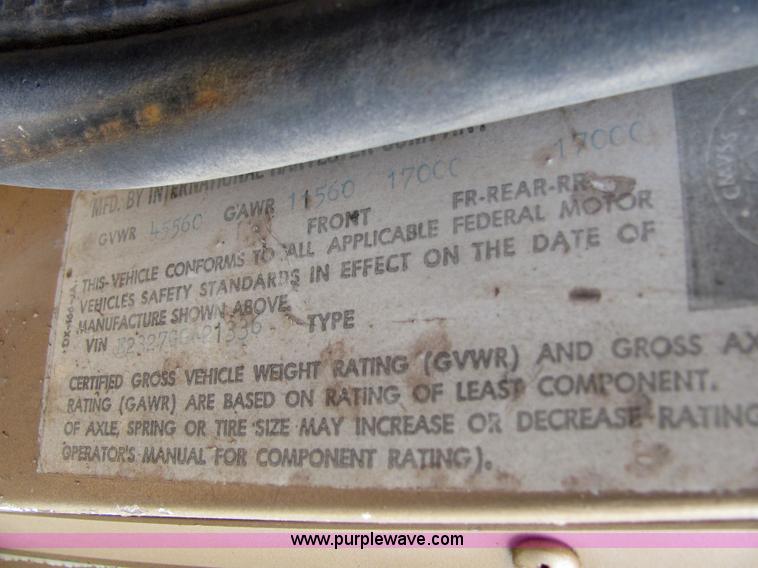 MFD. BY INTERNATIONAL HARVESTER COMPANY
GVWR 45560 GAWR 11560 17000 17000
FRONT FR-REAR-RR
THIS VEHICLE CONFORMS TO ALL APPLICABLE FEDERAL MOTOR
VEHICLES SAFETY STANDARDS IN EFFECT ON THE DATE OF
MANUFACTURE SHOWN ABOVE
VIN TYPE
CERTIFIED GROSS VEHICLE WEIGHT RATING (GVWR) AND GROSS AX
RATING (GAWR) ARE BASED ON RATING OF LEAST COMPONENT.
OF AXLE, SPRING OR TIRE SIZE MAY INCREASE OR DECREASE RATING
OPERATOR'S MANUAL FOR COMPONENT RATING).
www.purplewave.com